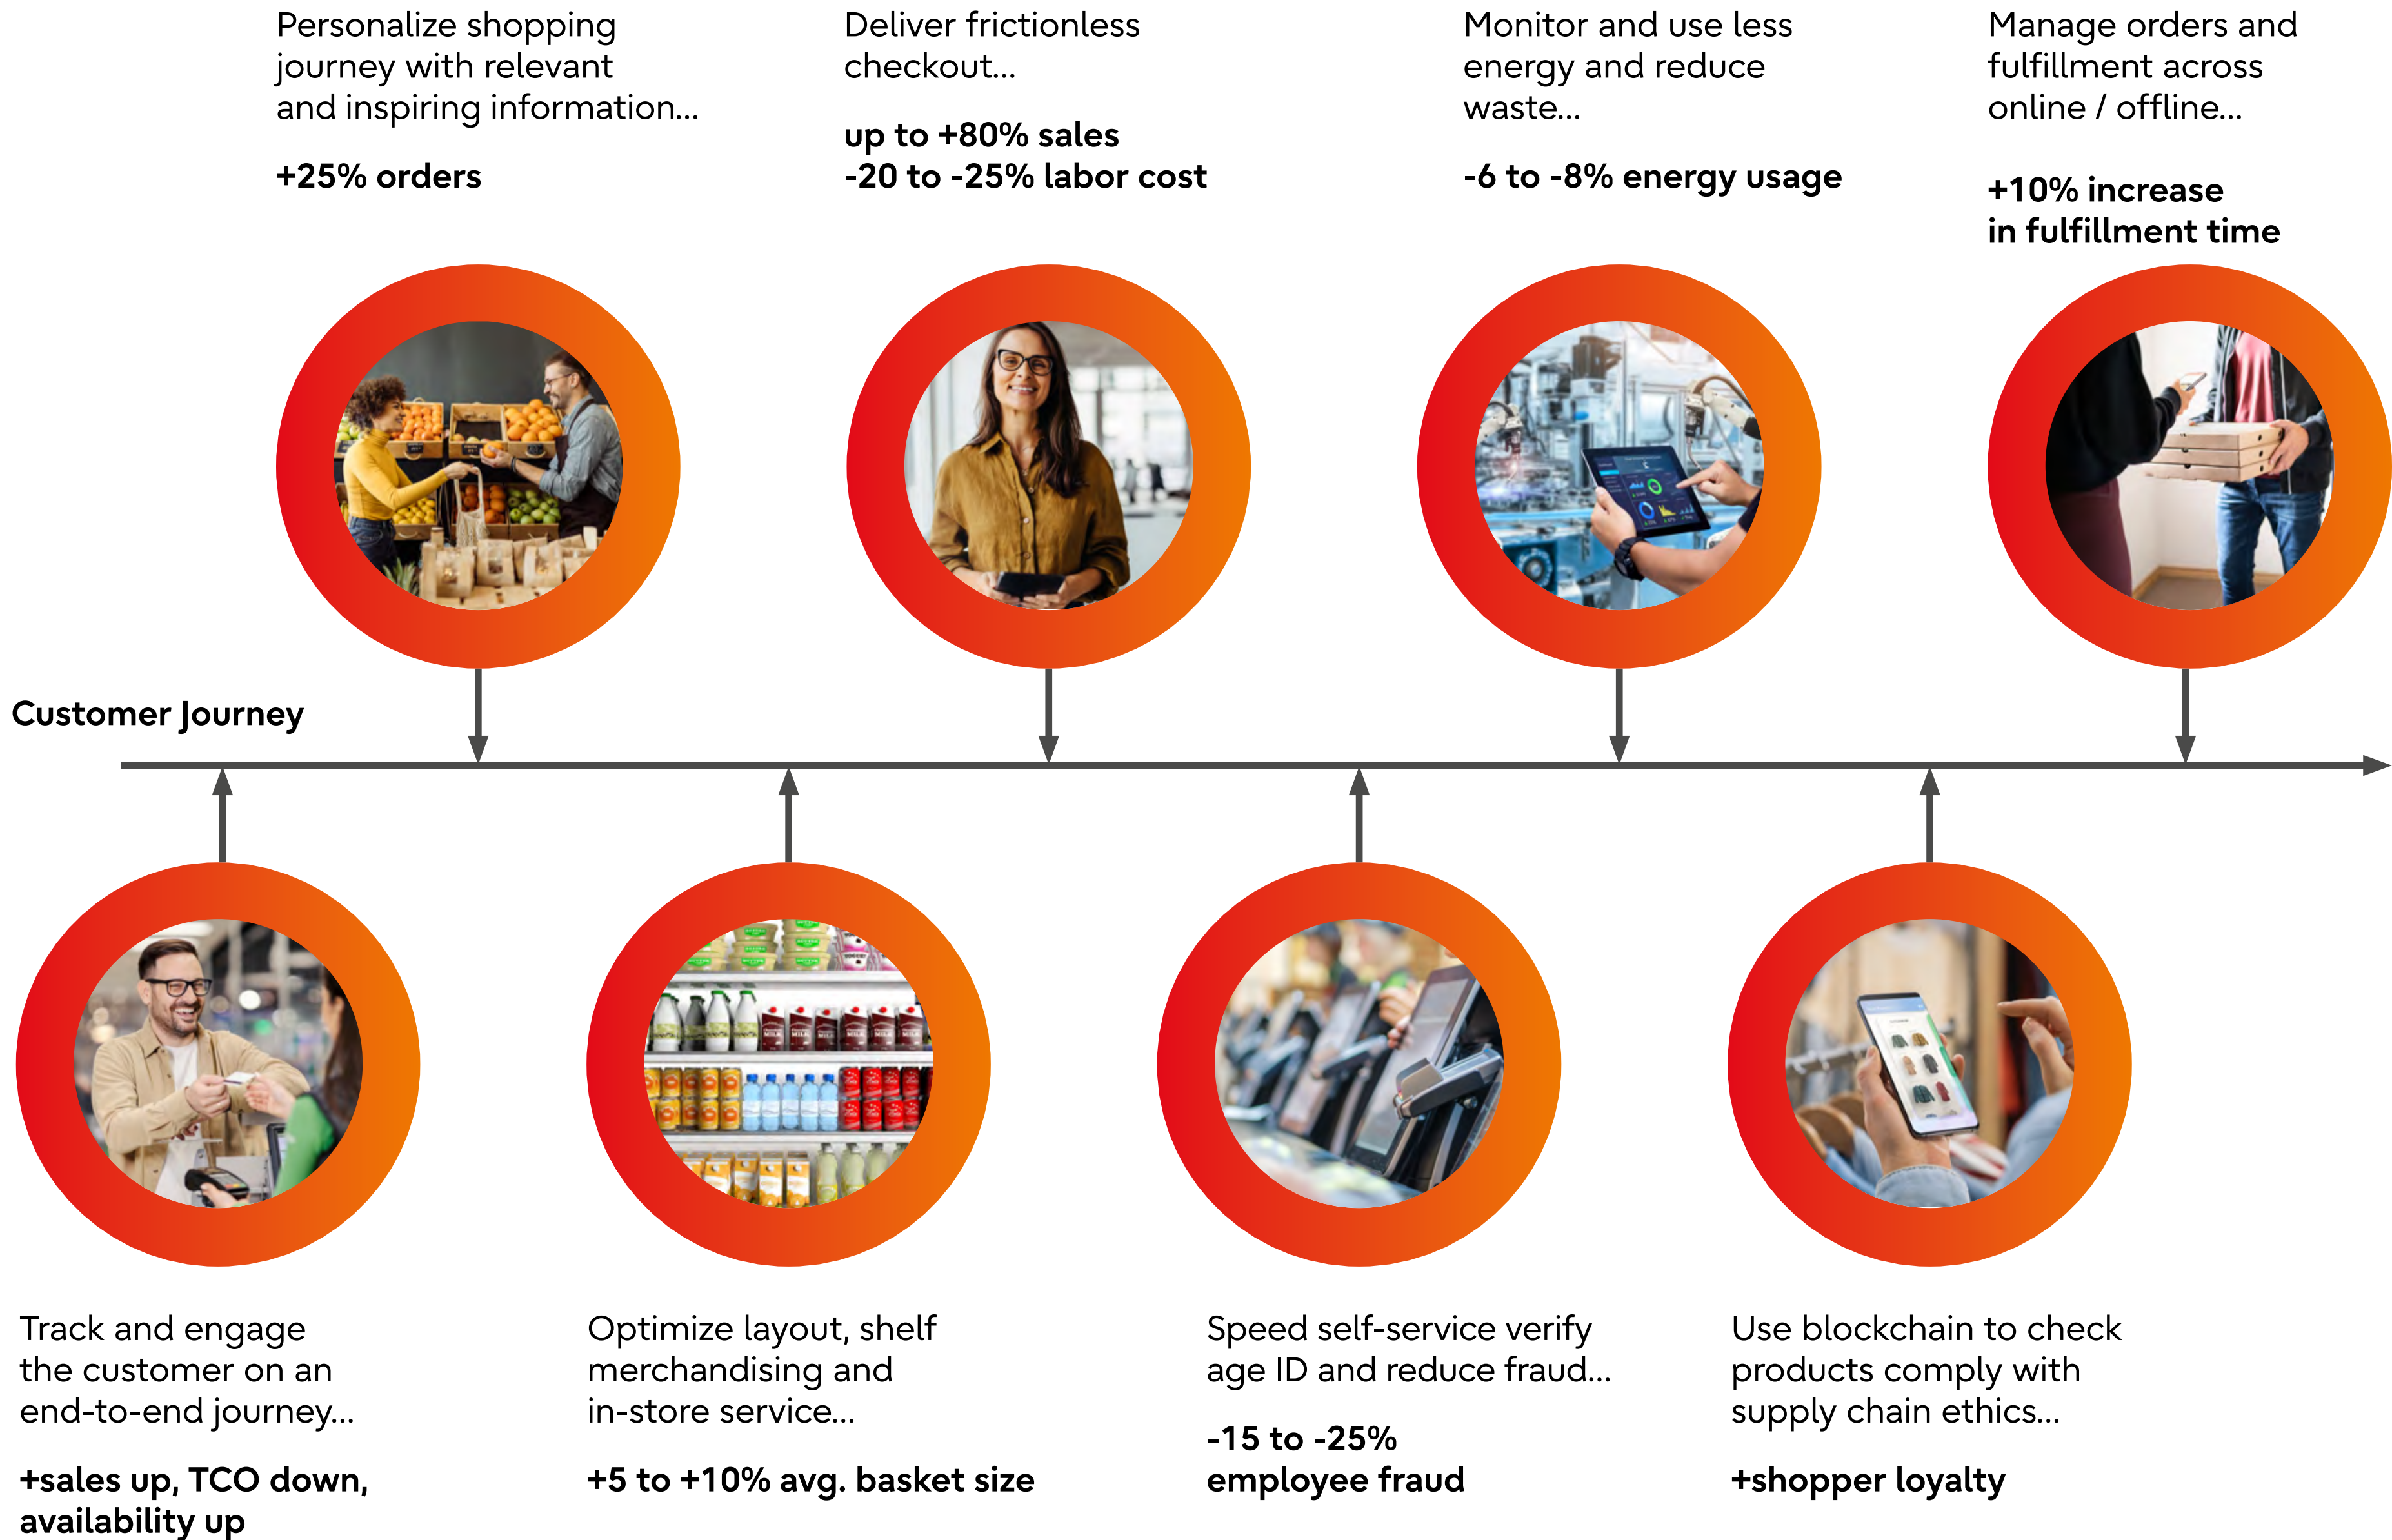 Personalize shopping
journey with relevant
and inspiring information...
+25% orders
Deliver frictionless
checkout...
up to +80% sales
-20 to -25% labor cost
Monitor and use less
energy and reduce
waste...
-6 to -8% energy usage
Manage orders and
fulfillment across
online / offline...
+10% increase
in fulfillment time
Customer Journey
Track and engage
the customer on an
end-to-end journey...
+sales up, TCO down,
availability up
Optimize layout, shelf
merchandising and
in-store service...
+5 to +10% avg. basket size
Speed self-service verify
age ID and reduce fraud...
-15 to -25%
employee fraud
Use blockchain to check
products comply with
supply chain ethics...
+shopper loyalty